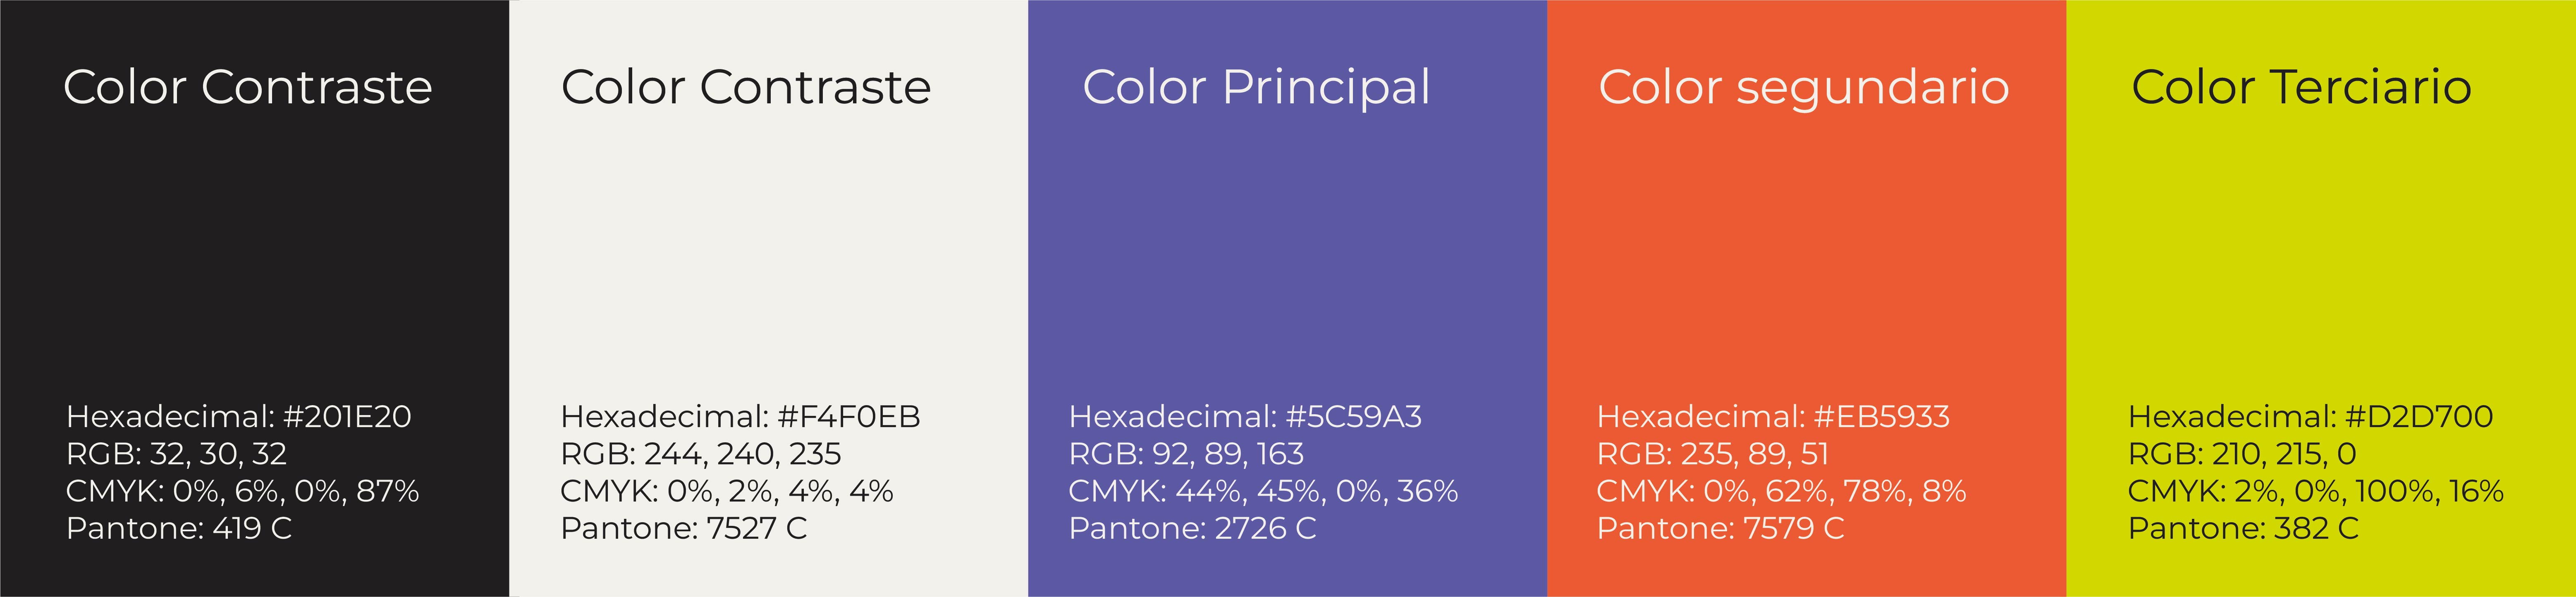 Color Contraste
Hexadecimal: #201E20
RGB: 32, 30, 32
CMYK: 0%, 6%, 0%, 87%
Pantone: 419 C
Color Contraste
Hexadecimal: #F4F0EB
RGB: 244, 240, 235
CMYK: 0%, 2%, 4%, 4%
Pantone: 7527 C
Color Principal
Hexadecimal: #5C59A3
RGB: 92, 89, 163
CMYK: 44%, 45%, 0%, 36%
Pantone: 2726 C
Color segundario
Hexadecimal: #EB5933
RGB: 235, 89, 51
CMYK: 0%, 62%, 78%, 8%
Pantone: 7579 C
Color Terciario
Hexadecimal: #D2D700
RGB: 210, 215, 0
CMYK: 2%, 0%, 100%, 16%
Pantone: 382 C